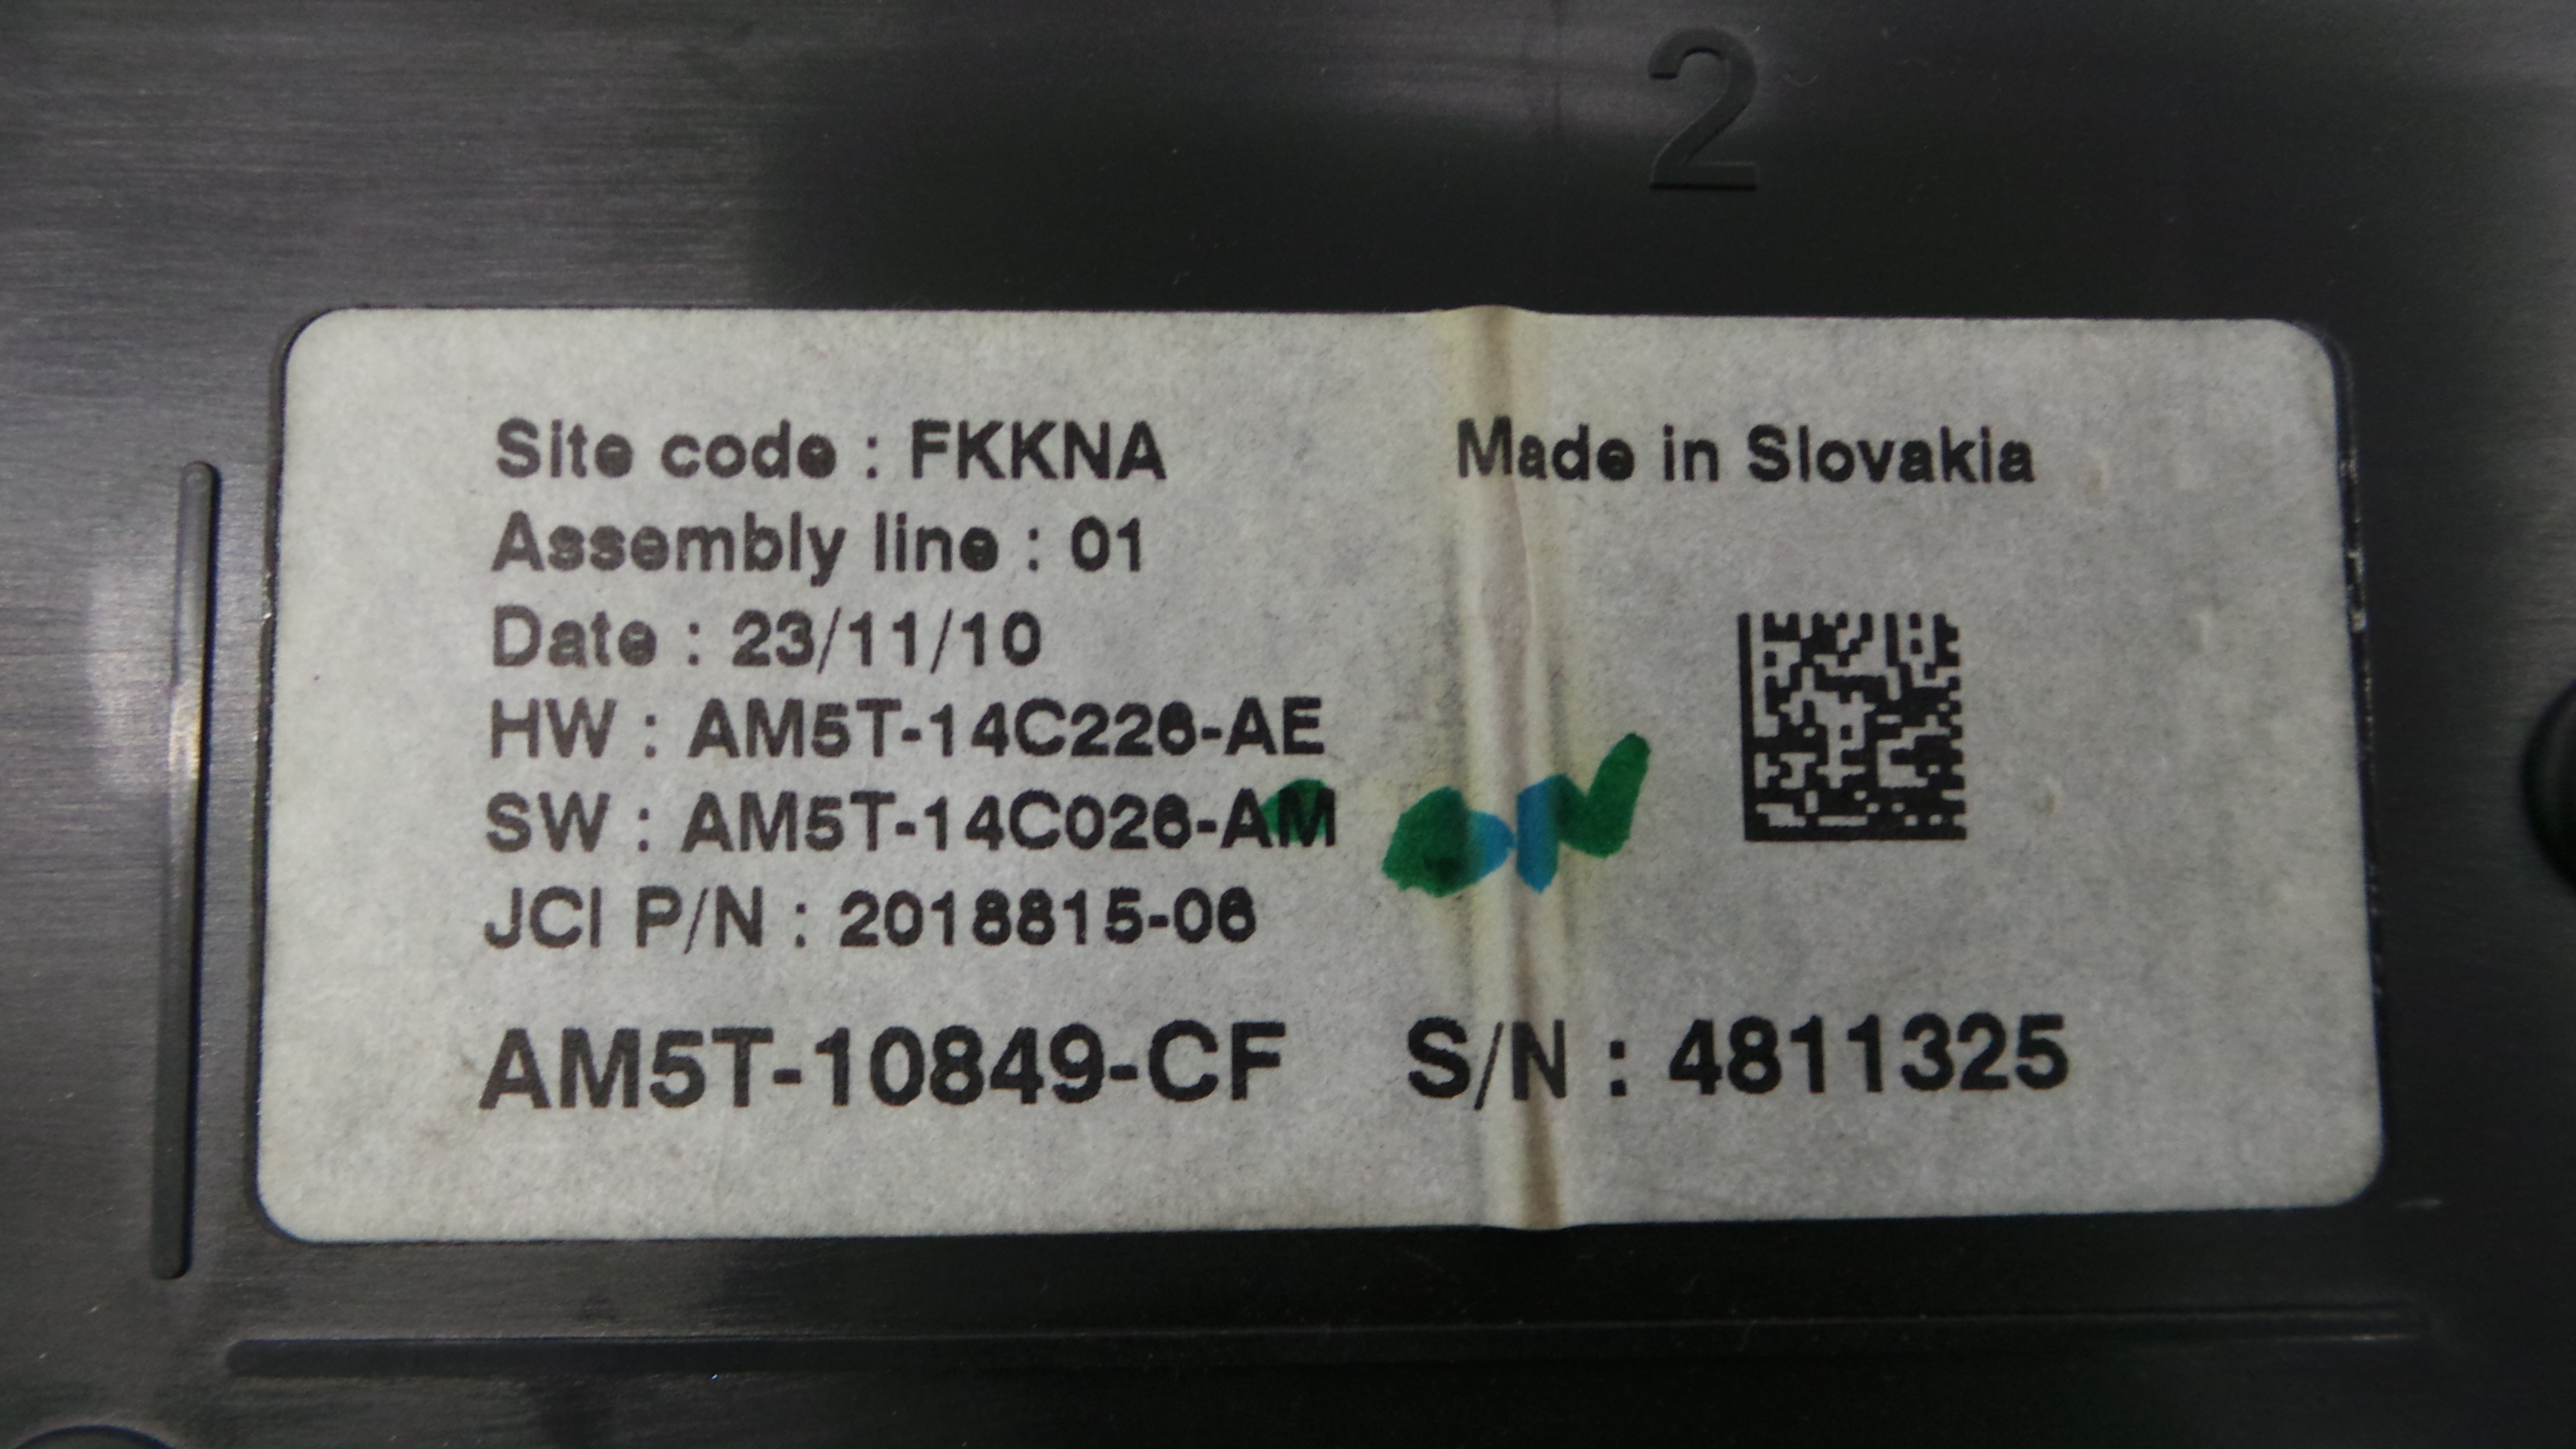 2
Site code : FKKNA
Made in Slovakia
Assembly line : 01
Date : 23/11/10
HW : AM5T-14C226-AE
SW : AM5T-14C026-AM
JCI P/N : 2018815-06
AM5T-10849-CF S/N : 4811325